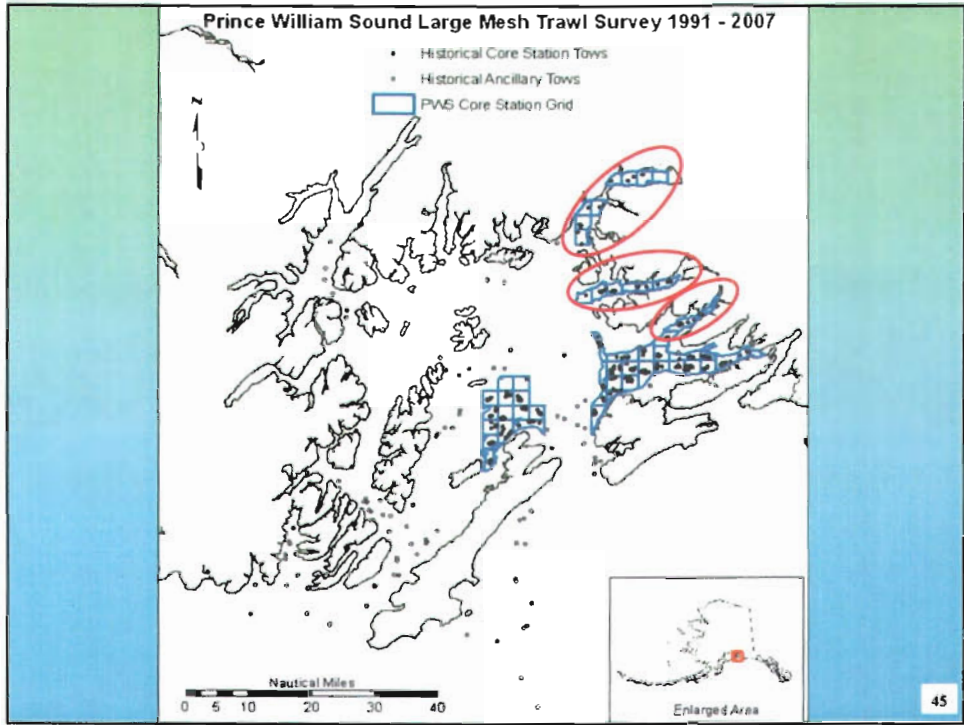 Prince William Sound Large Mesh Trawl Survey 1991 - 2007
Historical Core Station Tows
Historical Ancillary Tows
PWS Core Station Grid
N
Nautical Miles
0 5 10 20 30 40
Enlarged Area
45